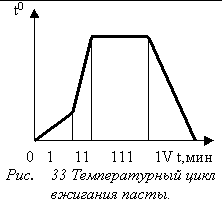 t⁰
0 1 11 111 1V t,мин
Рис. 33 Температурный цикл
вжигания пасты.